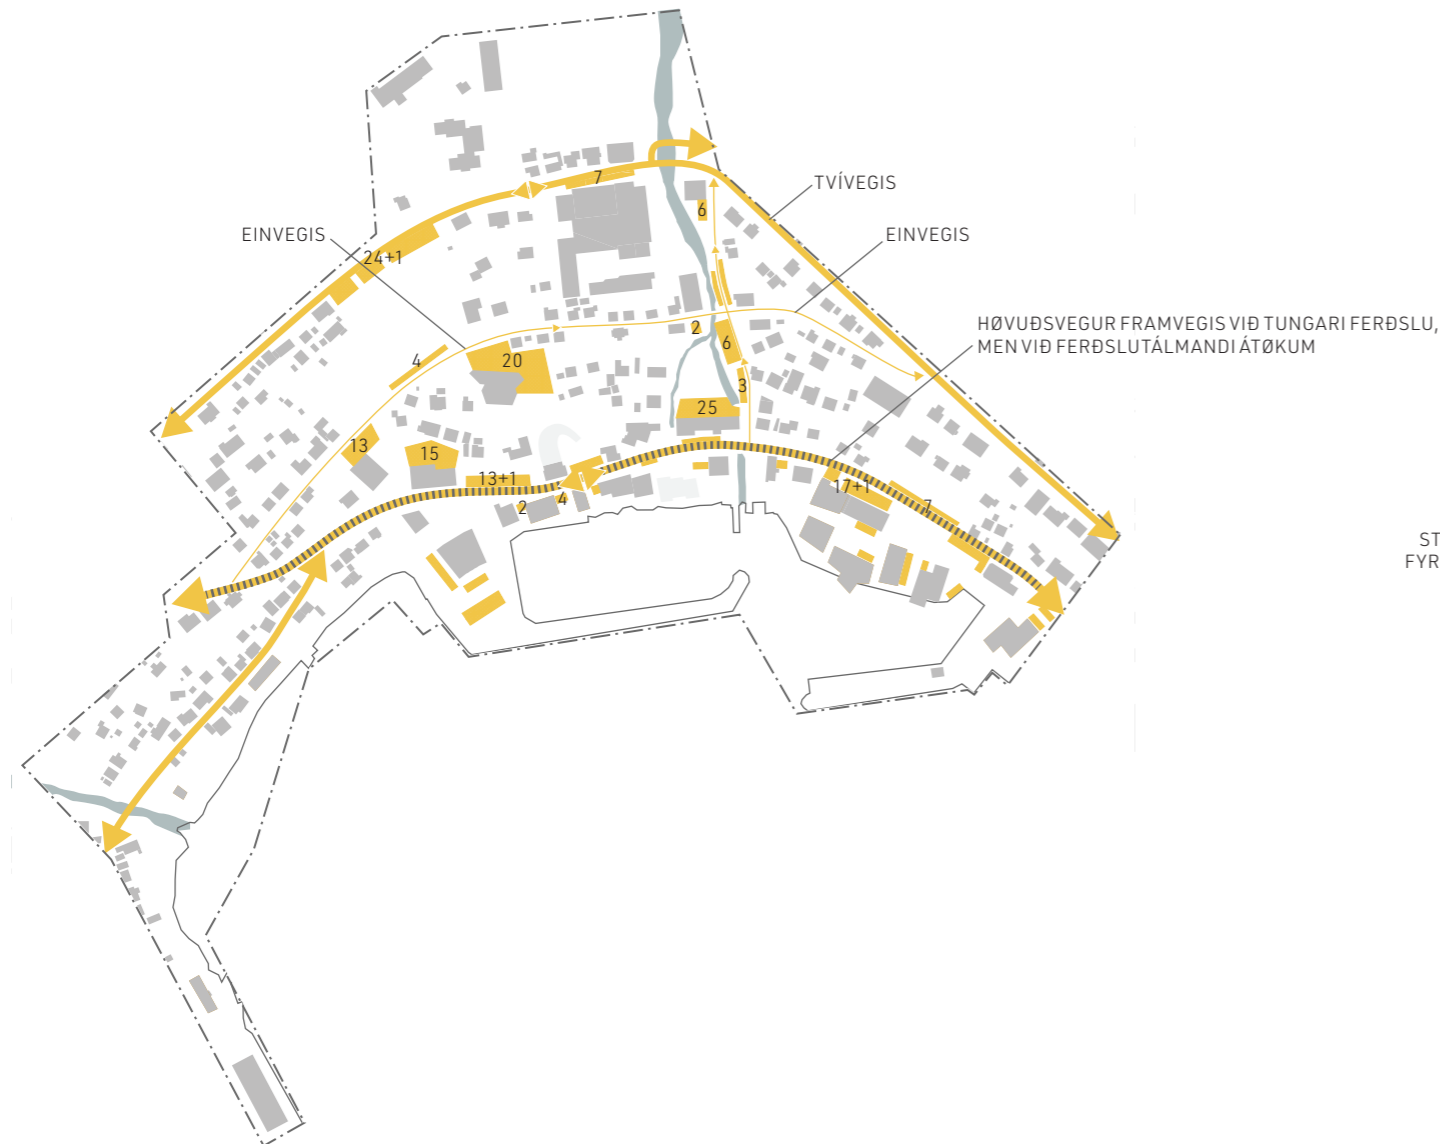 7
TVÍVEGIS
6
EINVEGIS
EINVEGIS
24+1
HØVUÐSVEGUR FRAMVEGIS VIÐ TUNGARI FERÐSLU,
MEN VIÐ FERÐSLUTÁLMANDI ÁTØKUM
2
6
4
20
3
25
13
15
13+1
17+1
2
4
7
ST
FYR